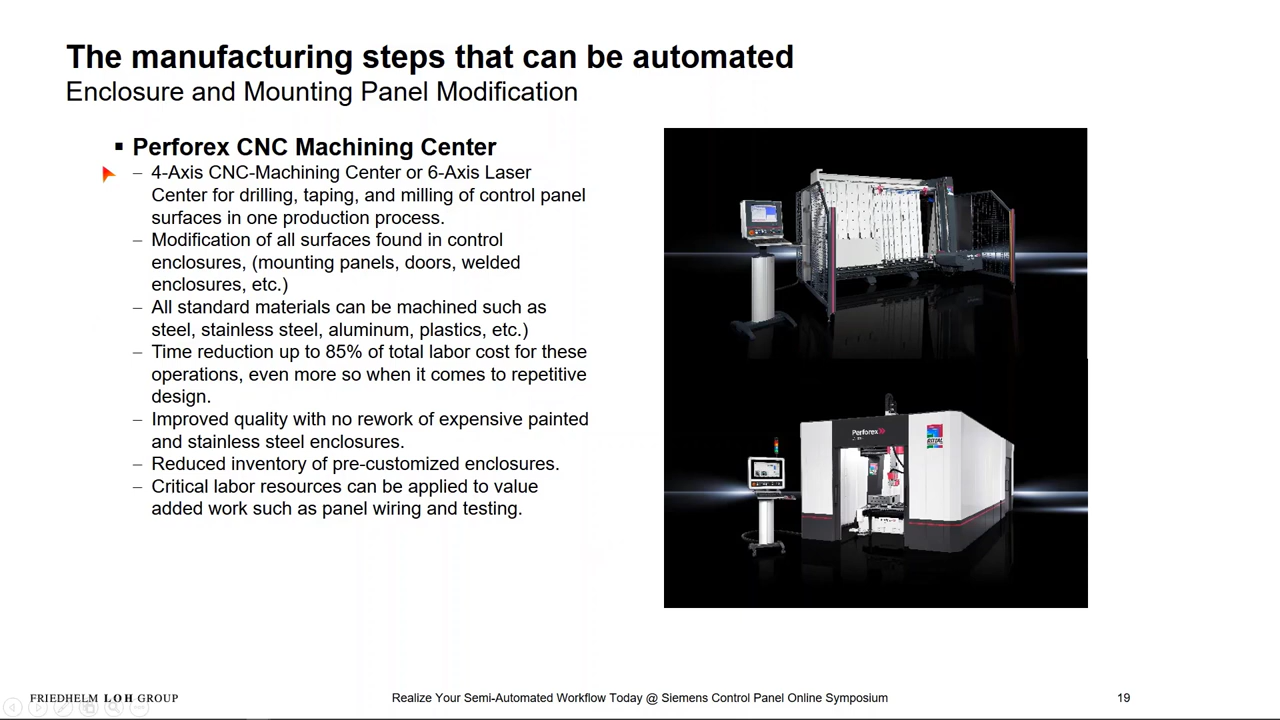 The manufacturing steps that can be automated
Enclosure and Mounting Panel Modification
▪ Perforex CNC Machining Center
– 4-Axis CNC-Machining Center or 6-Axis Laser
Center for drilling, taping, and milling of control panel
surfaces in one production process.
– Modification of all surfaces found in control
enclosures, (mounting panels, doors, welded
enclosures, etc.)
– All standard materials can be machined such as
steel, stainless steel, aluminum, plastics, etc.)
– Time reduction up to 85% of total labor cost for these
operations, even more so when it comes to repetitive
design.
– Improved quality with no rework of expensive painted
and stainless steel enclosures.
– Reduced inventory of pre-customized enclosures.
– Critical labor resources can be applied to value
added work such as panel wiring and testing.
Perforex
RITTAL
FRIEDHELM LOH GROUP
Realize Your Semi-Automated Workflow Today @ Siemens Control Panel Online Symposium
19